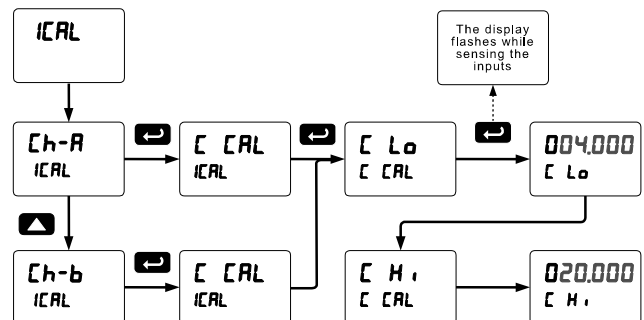 ICAL
The display
flashes while
sensing the
inputs
Ch-A
ICAL
C CAL
ICAL
C Lo
C CAL
004.000
C Lo
Ch-b
ICAL
C CAL
ICAL
C Hi
C CAL
020.000
C Hi